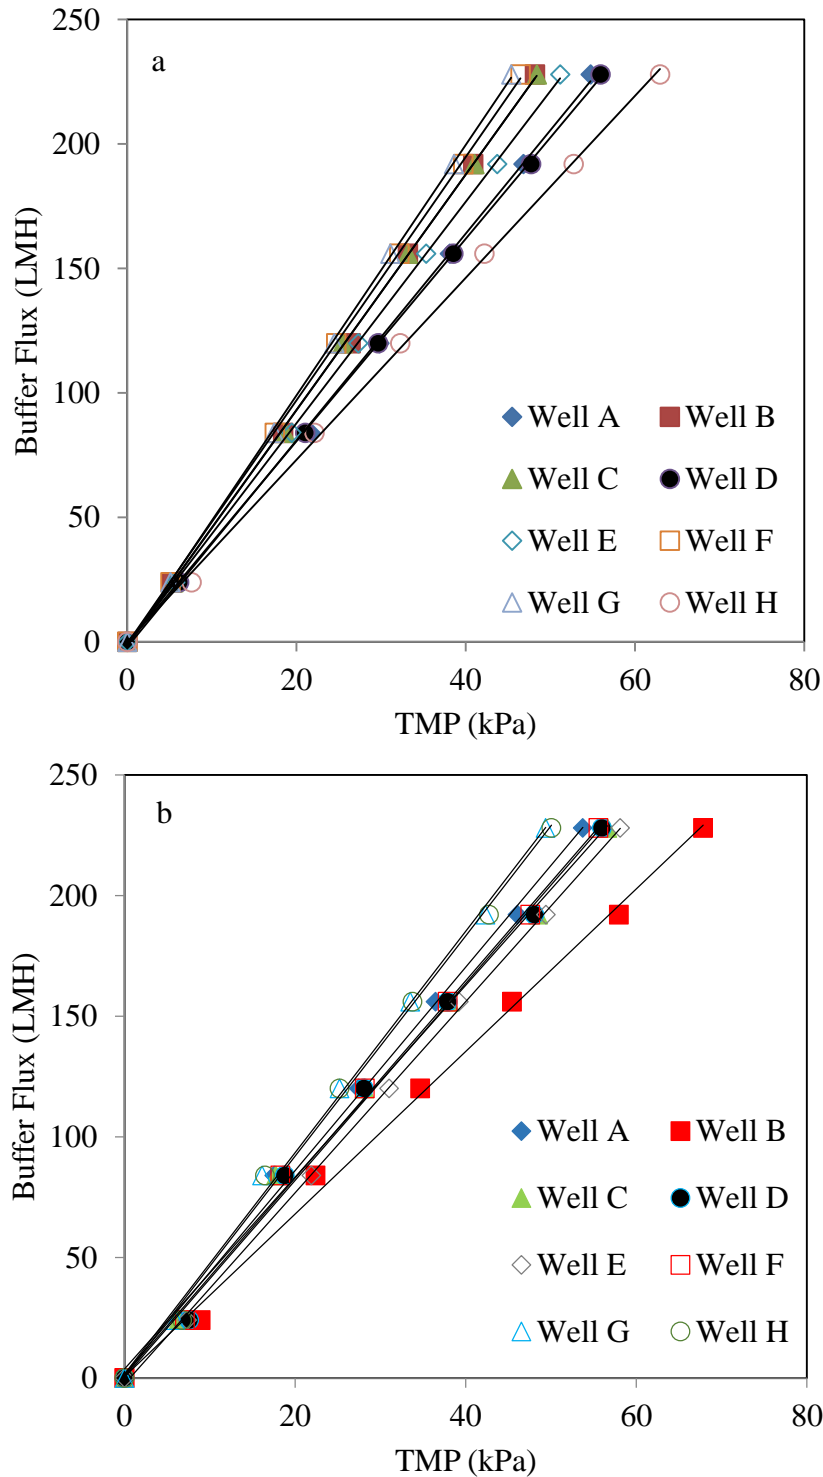 a
250
200
150
100
50
0
0 20 40 60 80
Buffer Flux (LMH)
TMP (kPa)
Well A Well B
Well C Well D
Well E Well F
Well G Well H
b
250
200
150
100
50
0
0 20 40 60 80
Buffer Flux (LMH)
TMP (kPa)
Well A Well B
Well C Well D
Well E Well F
Well G Well H